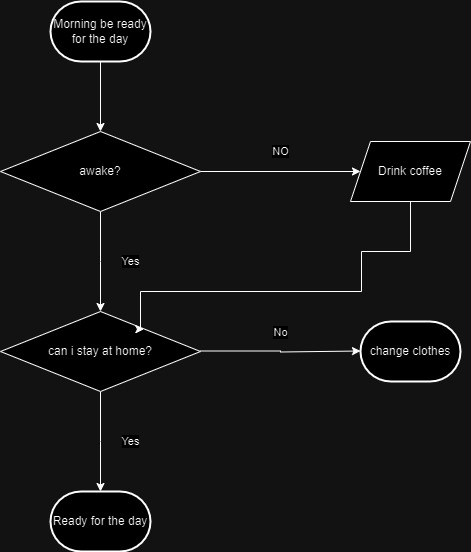 Morning be ready
for the day
awake?
NO
Drink coffee
Yes
can i stay at home?
No
change clothes
Yes
Ready for the day